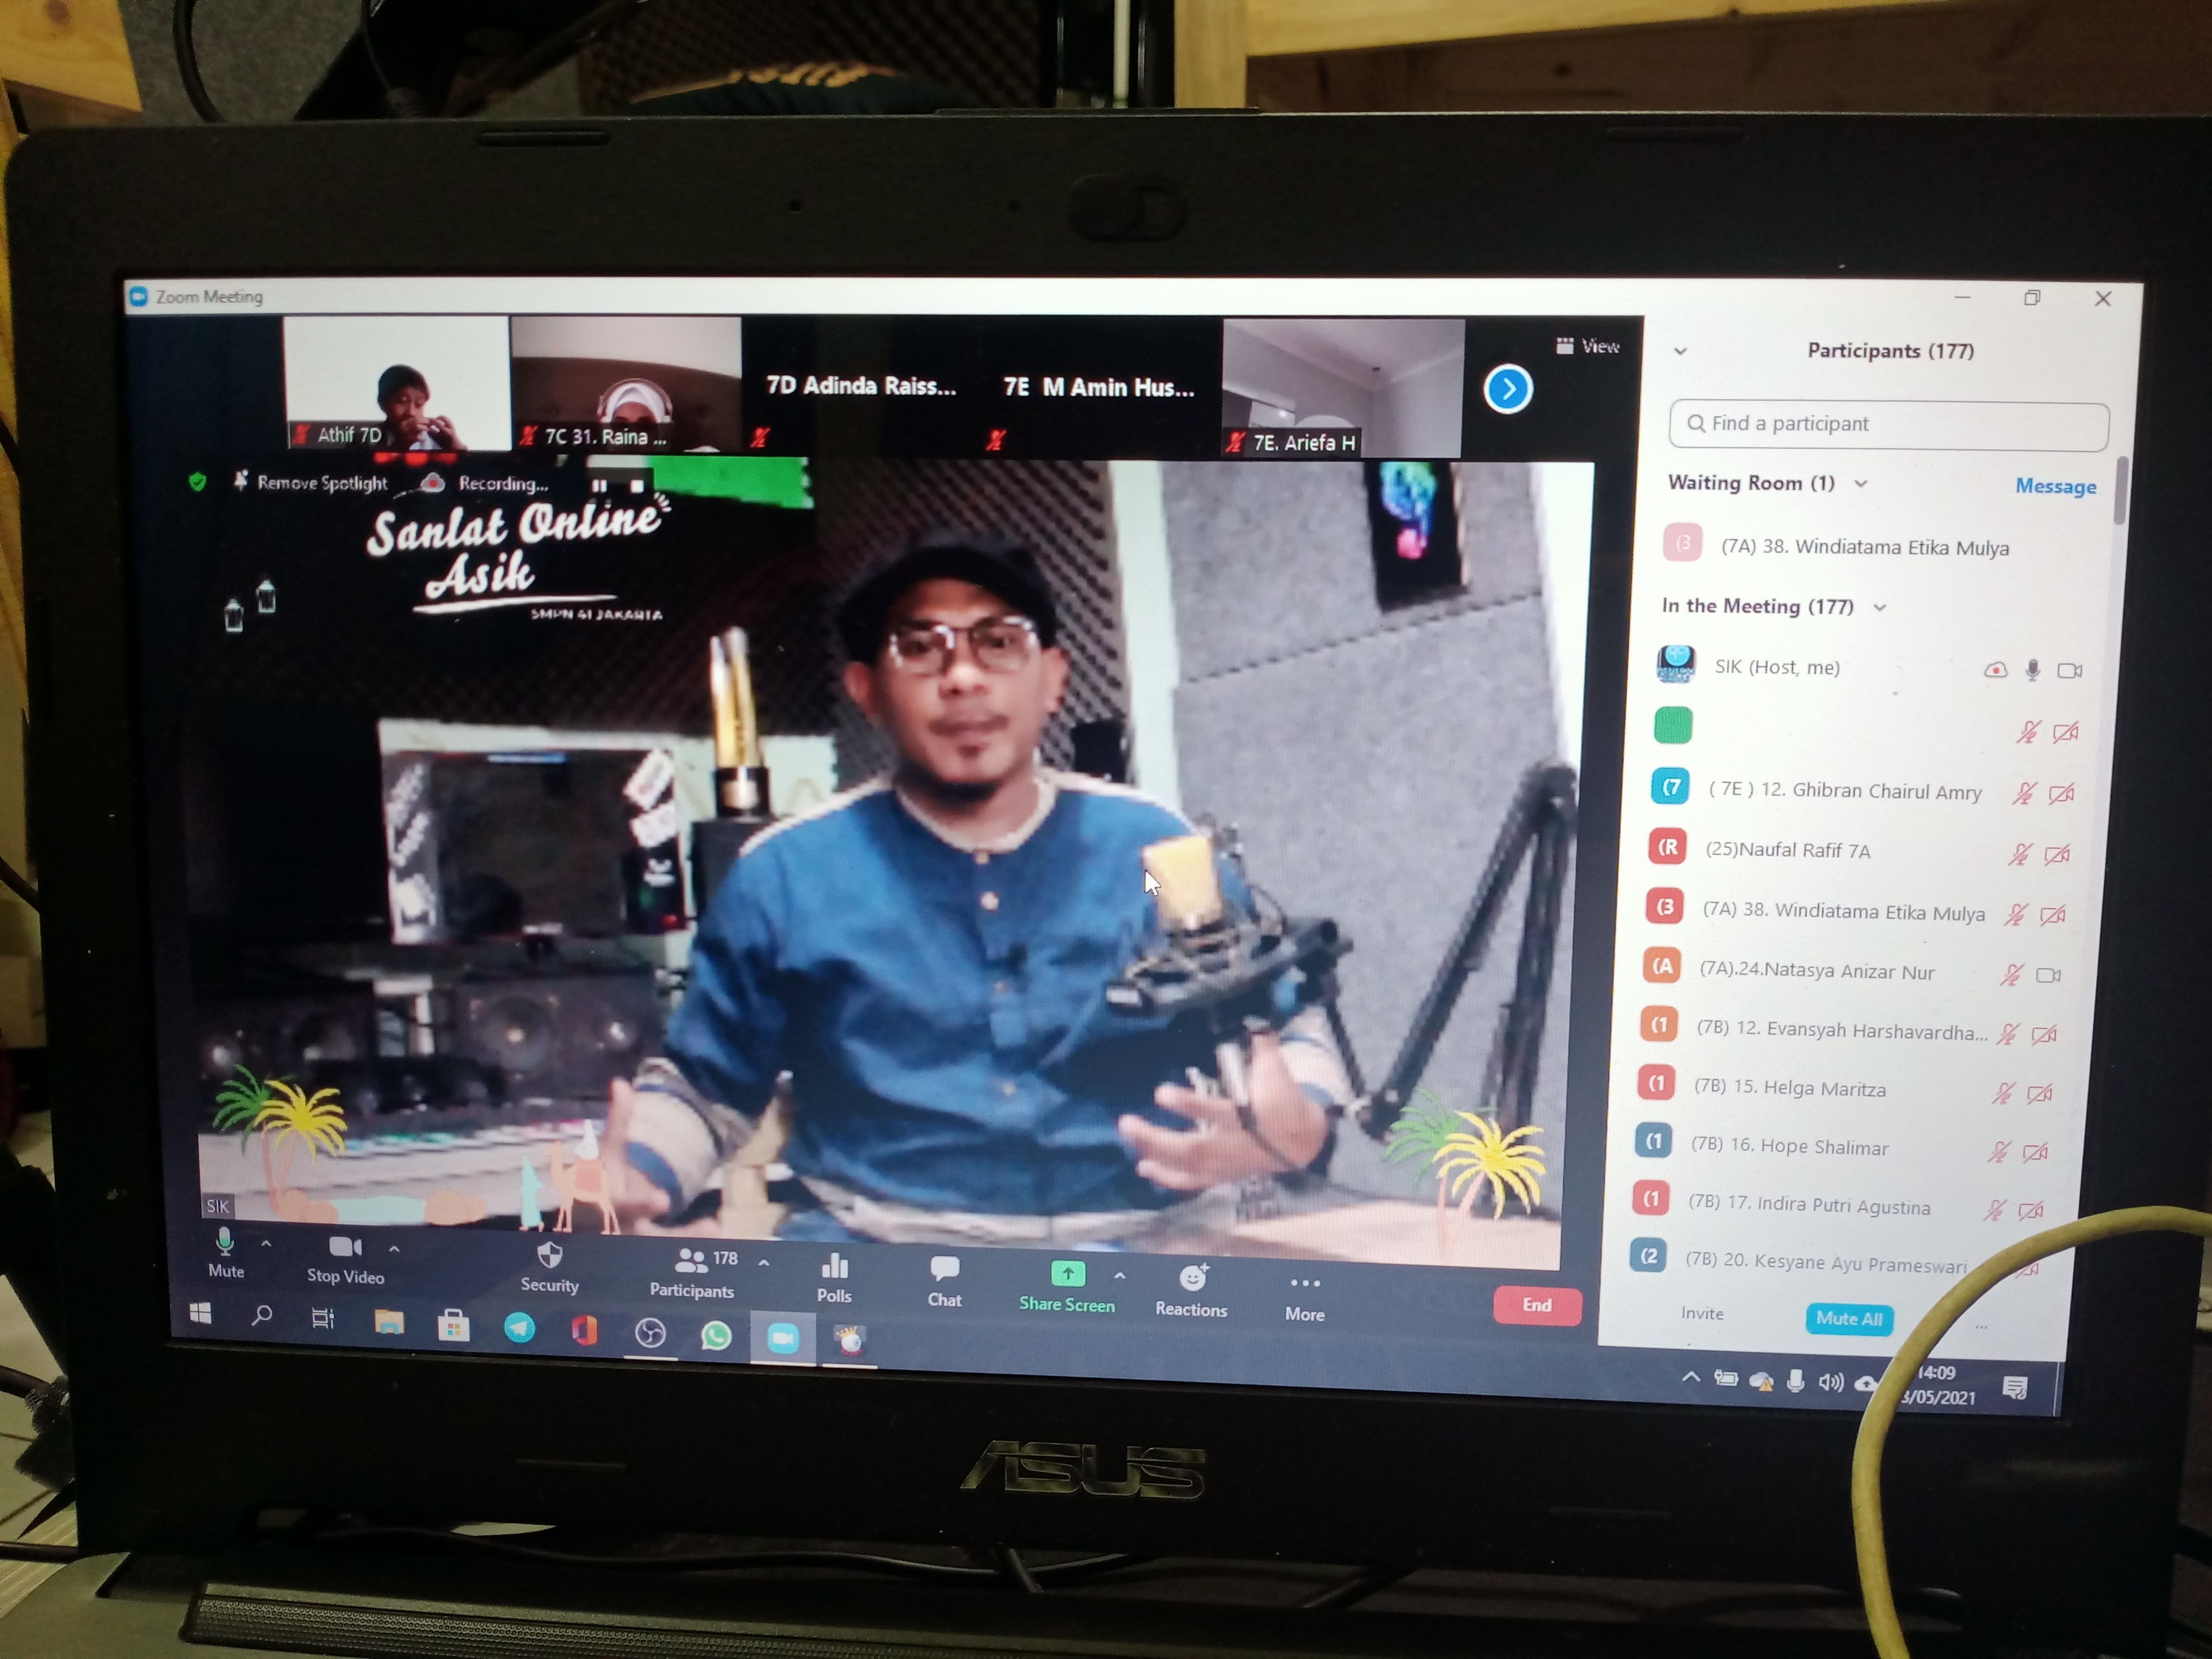 Zoom Meeting
View
Athif 7D
7C 31. Raina ...
7D Adinda Raiss...
7E M Amin Hus...
7E. Ariefa H
Remove Spotlight
Recording...
Sanlat Online
Asik
SMPN 41 JAKARTA
SIK
Mute
Stop Video
Security
178
Participants
Polls
Chat
Share Screen
Reactions
More
End
Participants (177)
Find a participant
Waiting Room (1)
Message
(3
(7A) 38. Windiatama Etika Mulya
In the Meeting (177)
SIK (Host, me)
(7
( 7E ) 12. Ghibran Chairul Amry
(R
(25)Naufal Rafif 7A
(3
(7A) 38. Windiatama Etika Mulya
(A
(7A).24.Natasya Anizar Nur
(1
(7B) 12. Evansyah Harshavardha...
(1
(7B) 15. Helga Maritza
(1
(7B) 16. Hope Shalimar
(1
(7B) 17. Indira Putri Agustina
(2
(7B) 20. Kesyane Ayu Prameswari
Invite
Mute All
...
14:09
/05/2021
ASUS